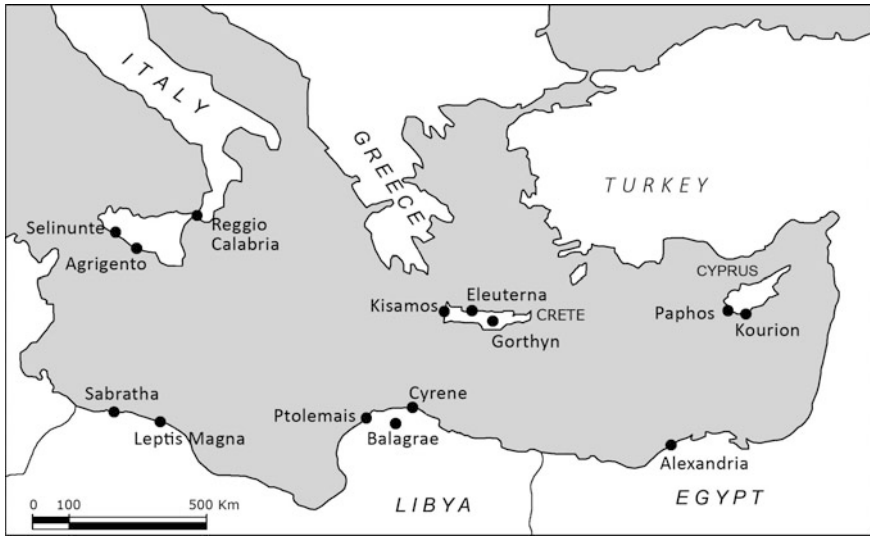 ITALY
GREECE
TURKEY
Selinunte
Reggio
Calabria
Agrigento
CYPRUS
Kisamos
Eleuterna
CRETE
Gorthyn
Paphos
Kourion
Sabratha
Leptis Magna
Ptolemais
Cyrene
Balagrae
Alexandria
LIBYA
EGYPT
0 100 500 Km